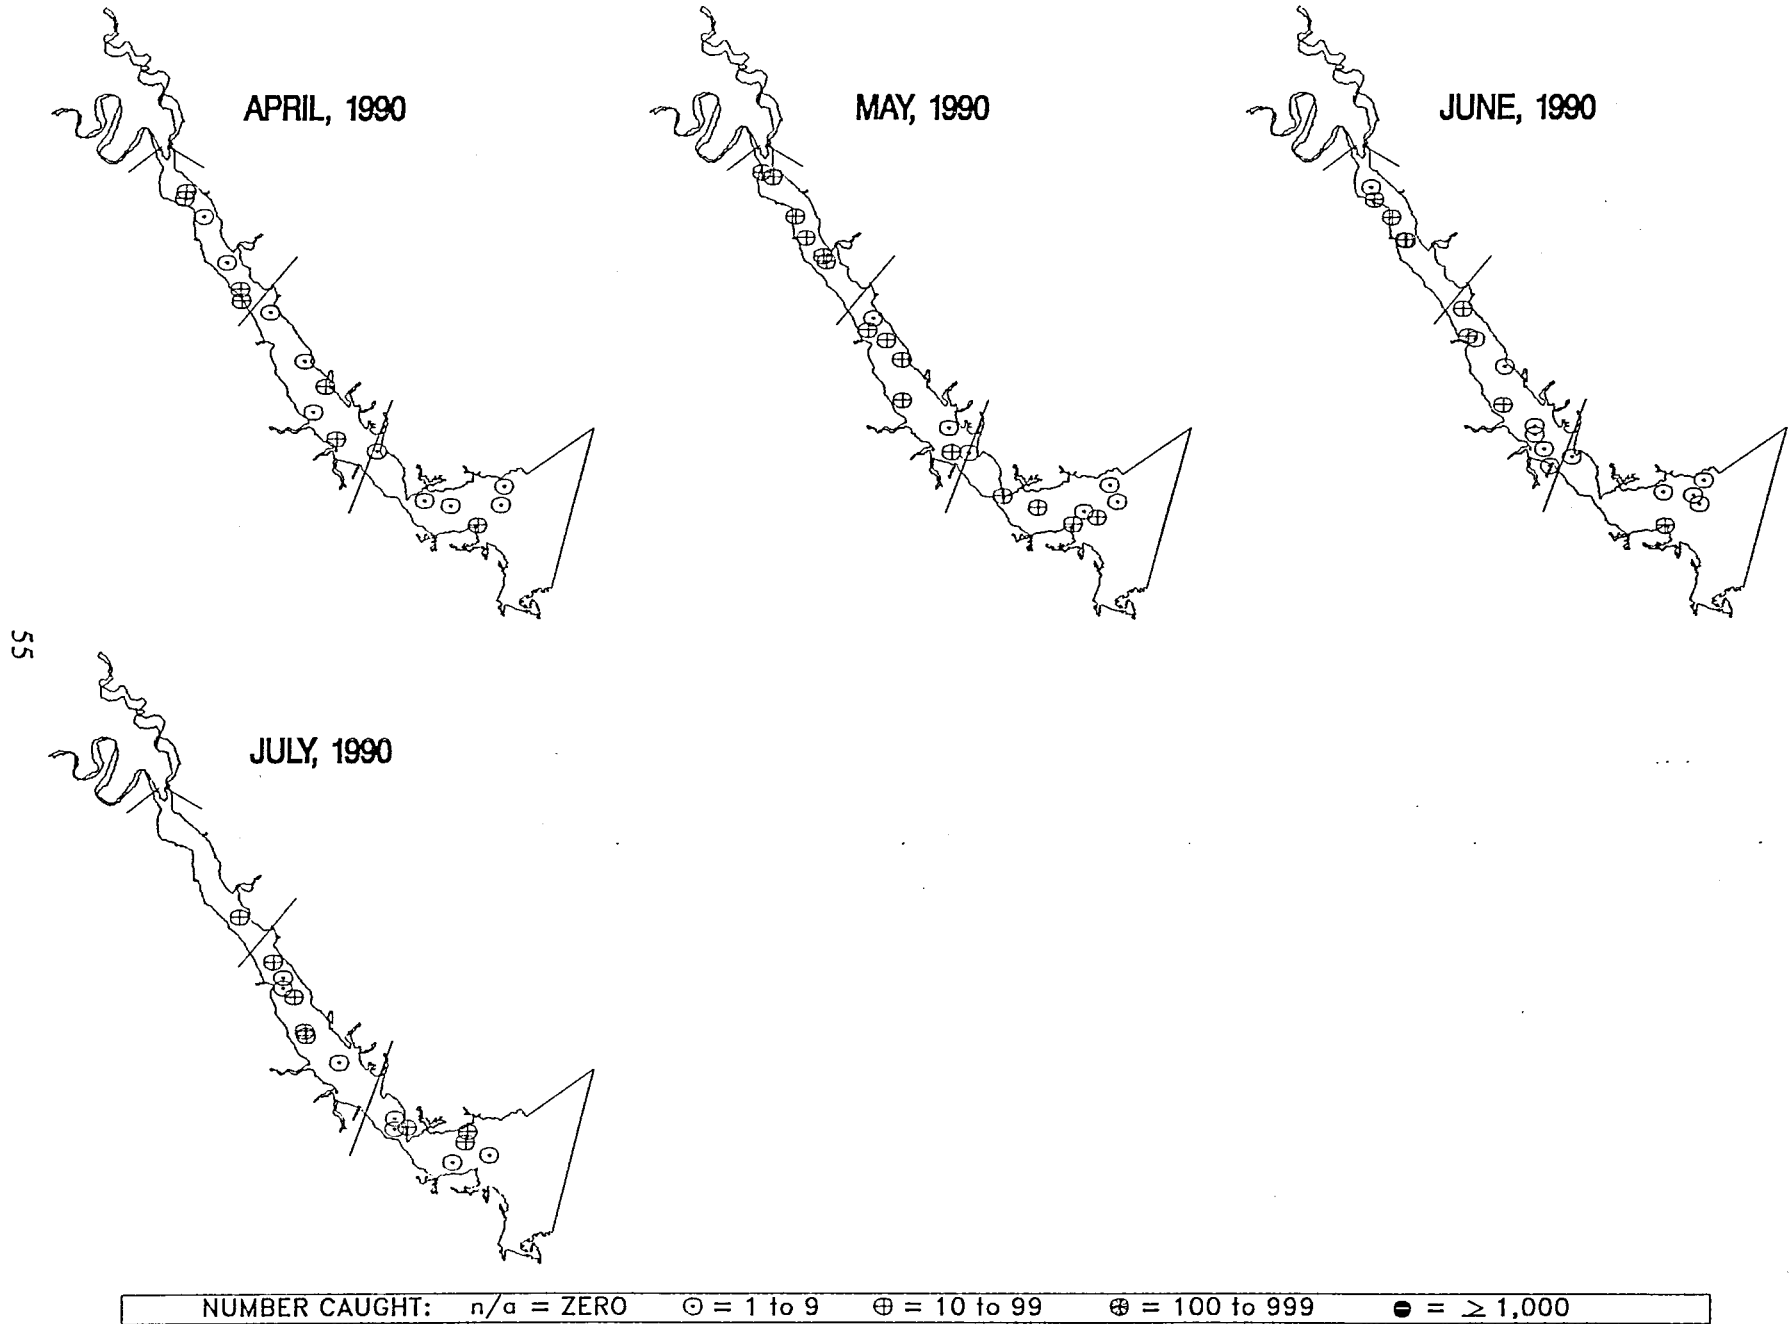 APRIL, 1990
MAY, 1990
JUNE, 1990
55
JULY, 1990
NUMBER CAUGHT: n/a = ZERO ⊙ = 1 to 9 ⊕ = 10 to 99 ⊛ = 100 to 999 ⊖ = ≥ 1,000